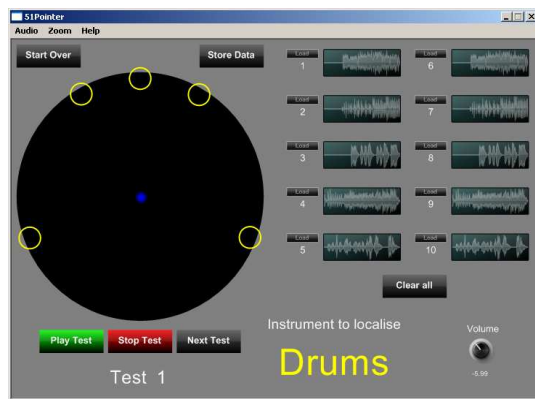 51Pointer
Audio Zoom Help
Start Over
Store Data
Load
1
Load
2
Load
3
Load
4
Load
5
Load
6
Load
7
Load
8
Load
9
Load
10
Clear all
Play Test
Stop Test
Next Test
Test 1
Instrument to localise
Drums
Volume
-5.99